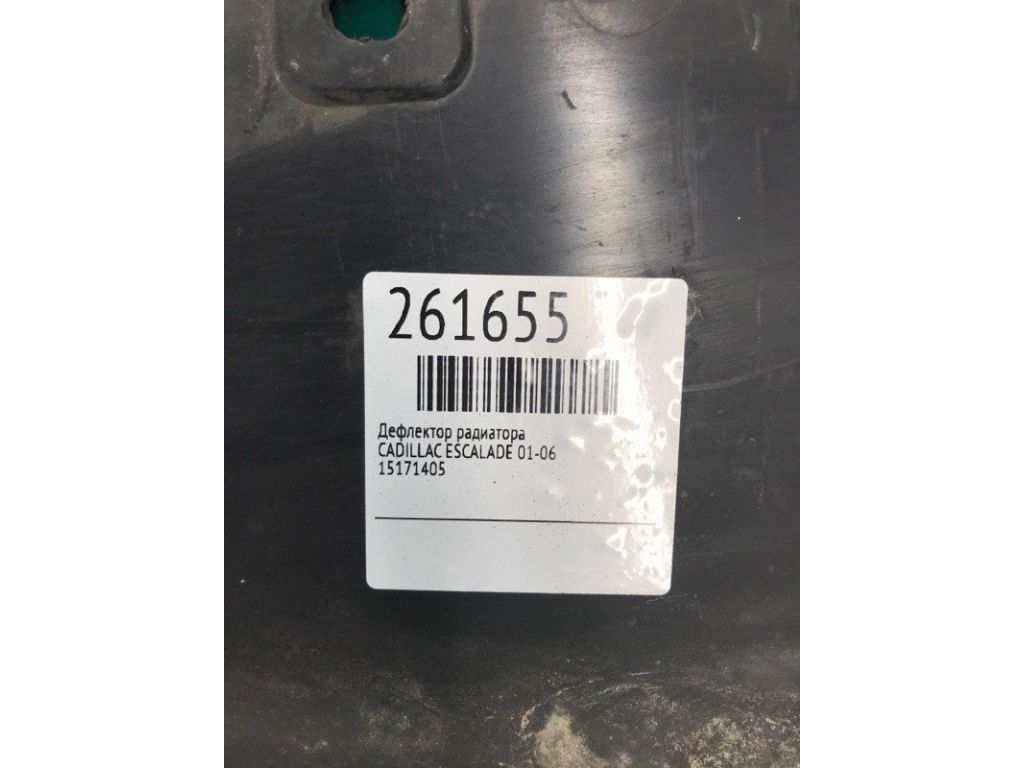 261655
Дефлектор радиатора
CADILLAC ESCALADE 01-06
15171405